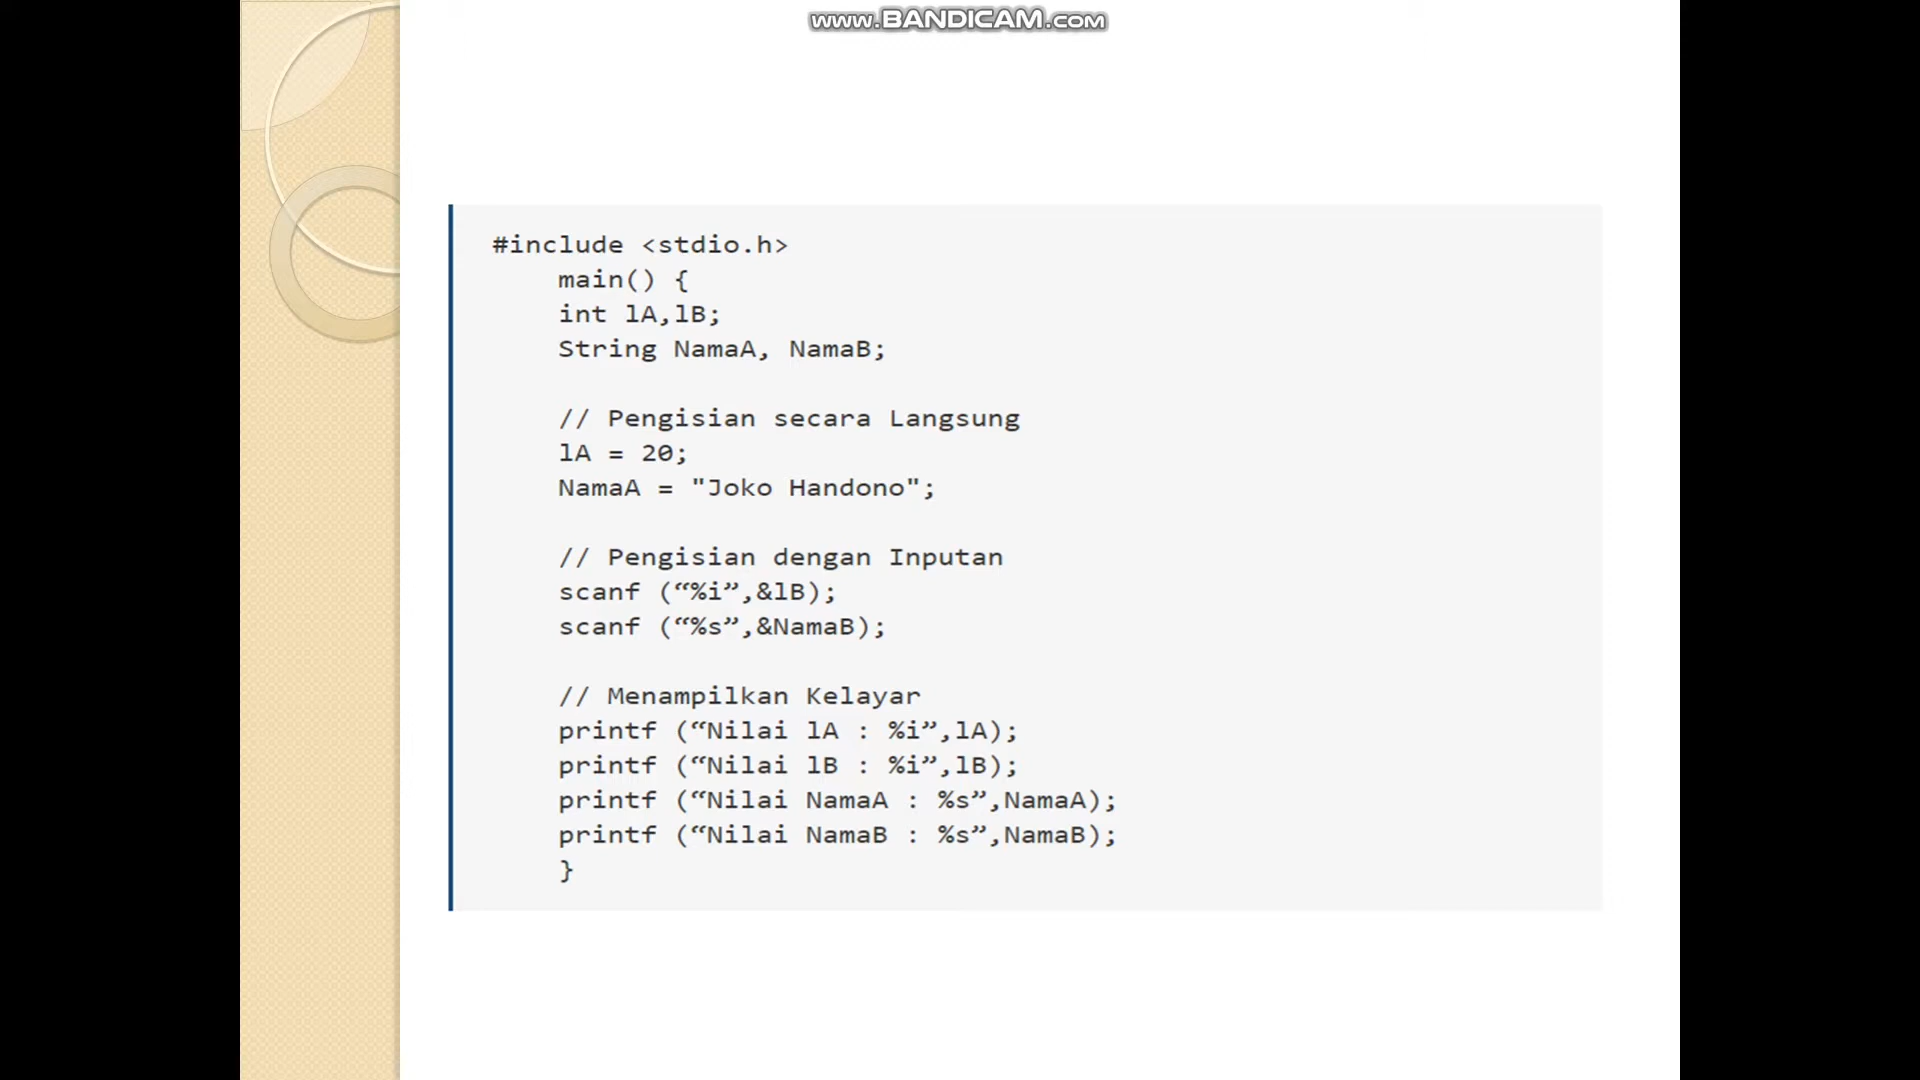 www.BANDICAM.com
#include <stdio.h>
main() {
int lA,lB;
String NamaA, NamaB;
// Pengisian secara Langsung
lA = 20;
NamaA = "Joko Handono";
// Pengisian dengan Inputan
scanf (“%i”,&lB);
scanf (“%s”,&NamaB);
// Menampilkan Kelayar
printf (“Nilai lA : %i”,lA);
printf (“Nilai lB : %i”,lB);
printf (“Nilai NamaA : %s”,NamaA);
printf (“Nilai NamaB : %s”,NamaB);
}